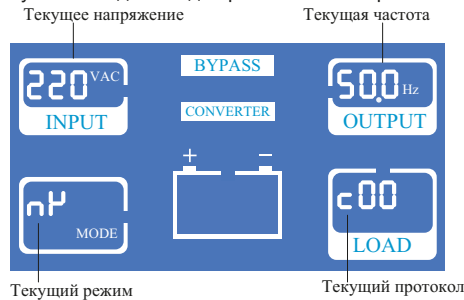 Текущее напряжение
Текущая частота
220 VAC
INPUT
BYPASS
CONVERTER
50.0 Hz
OUTPUT
+ −
MODE
c00
LOAD
Текущий режим
Текущий протокол